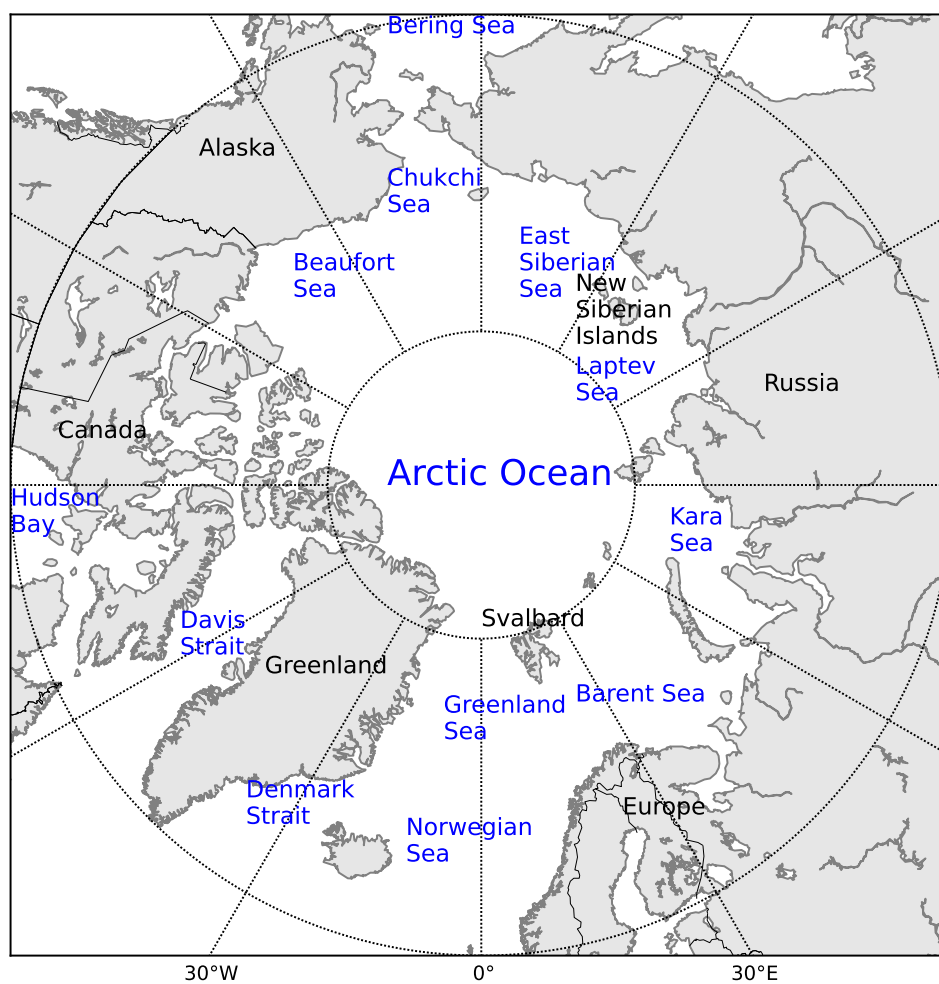 Bering Sea
Alaska
Chukchi
Sea
East
Siberian
Sea
Beaufort
Sea
New
Siberian
Islands
Laptev
Sea
Russia
Canada
Arctic Ocean
Hudson
Bay
Kara
Sea
Svalbard
Davis
Strait
Greenland
Barent Sea
Greenland
Sea
Denmark
Strait
Europe
Norwegian
Sea
30°W
0°
30°E